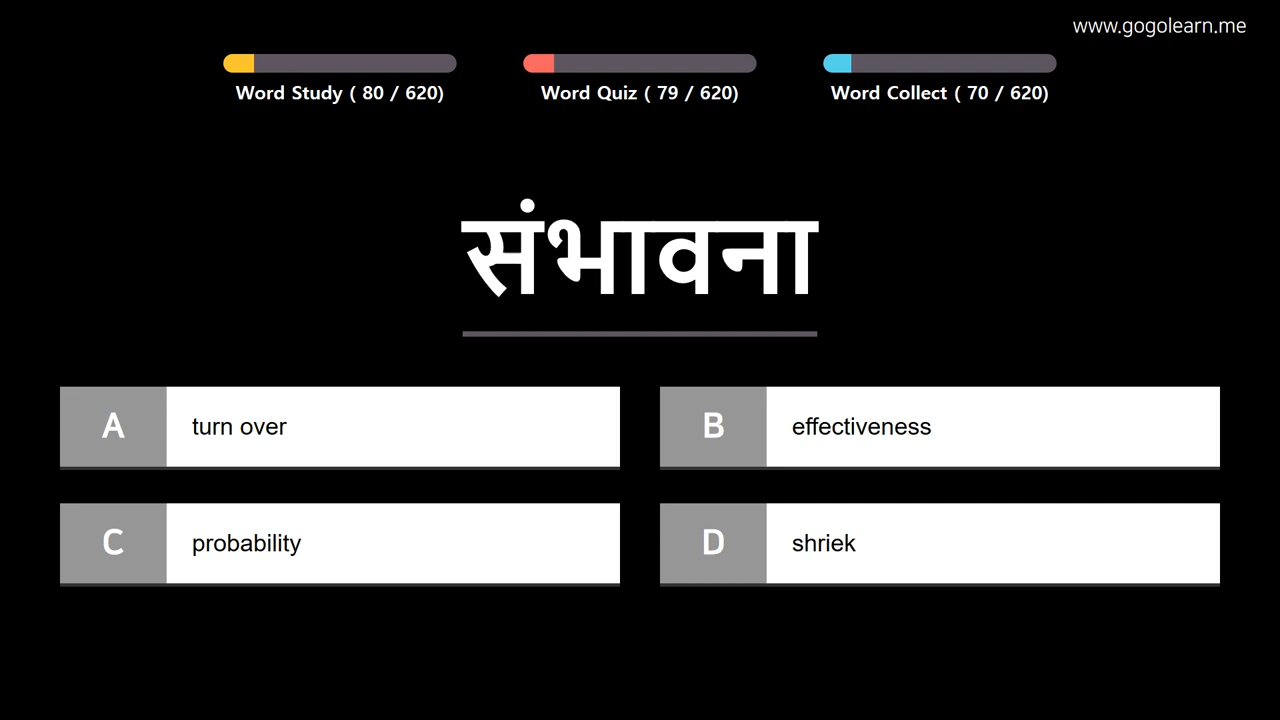 www.gogolearn.me
Word Study ( 80 / 620)
Word Quiz ( 79 / 620)
Word Collect ( 70 / 620)
संभावना
A turn over
B effectiveness
C probability
D shriek